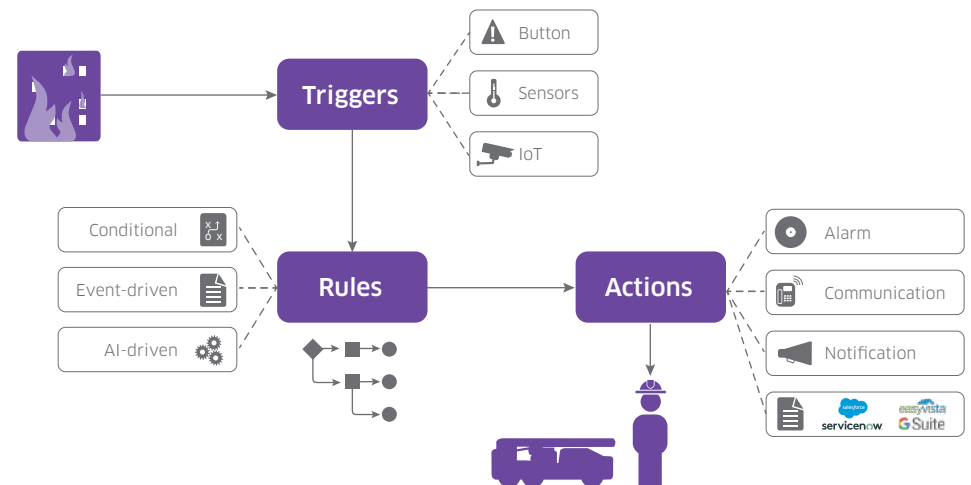 Button
Triggers
Sensors
IoT
Conditional
Event-driven
AI-driven
Rules
Actions
Alarm
Communication
Notification
salesforce
servicenow
easyvista
G Suite